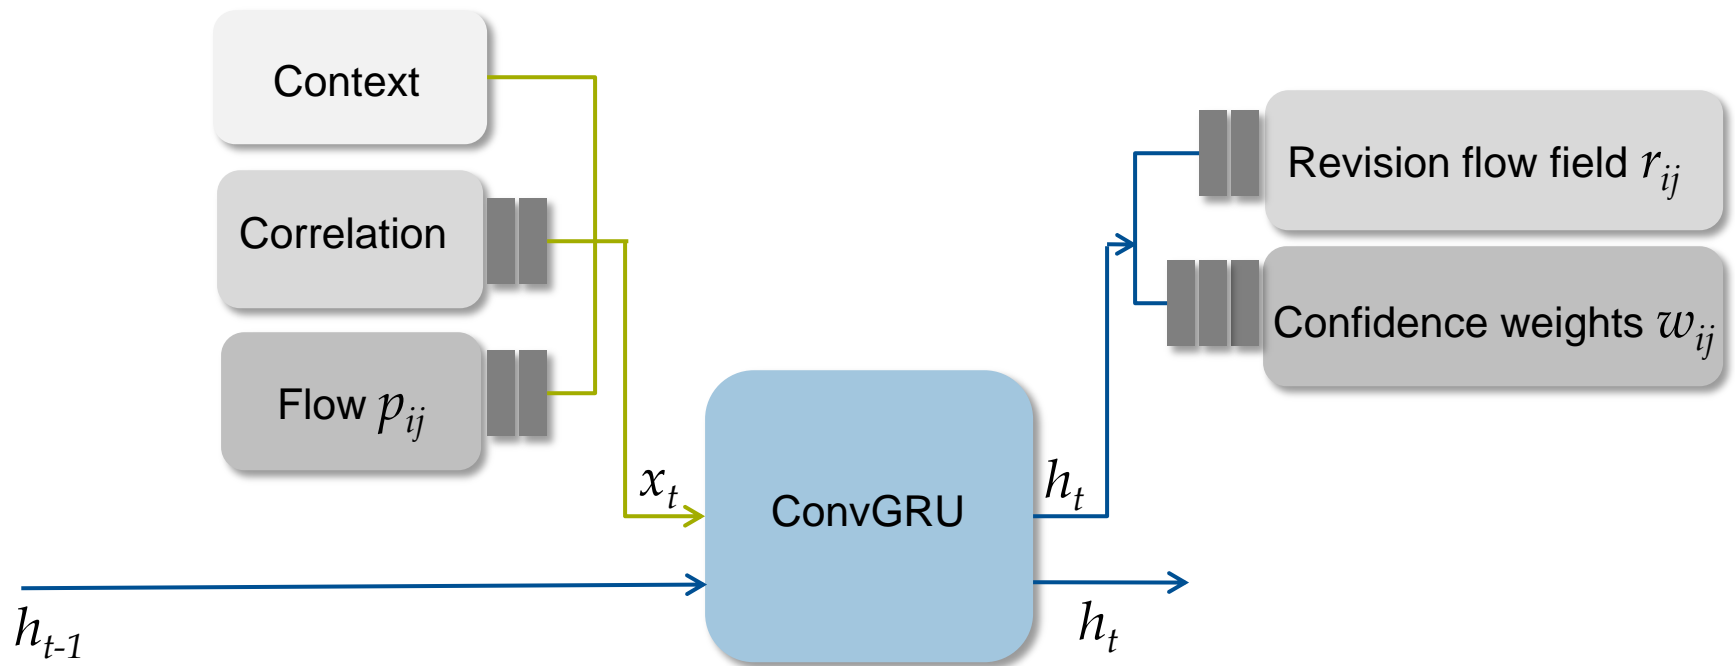 Context
Correlation
Flow p_ij
x_t
h_t-1
ConvGRU
h_t
h_t
Revision flow field r_ij
Confidence weights w_ij